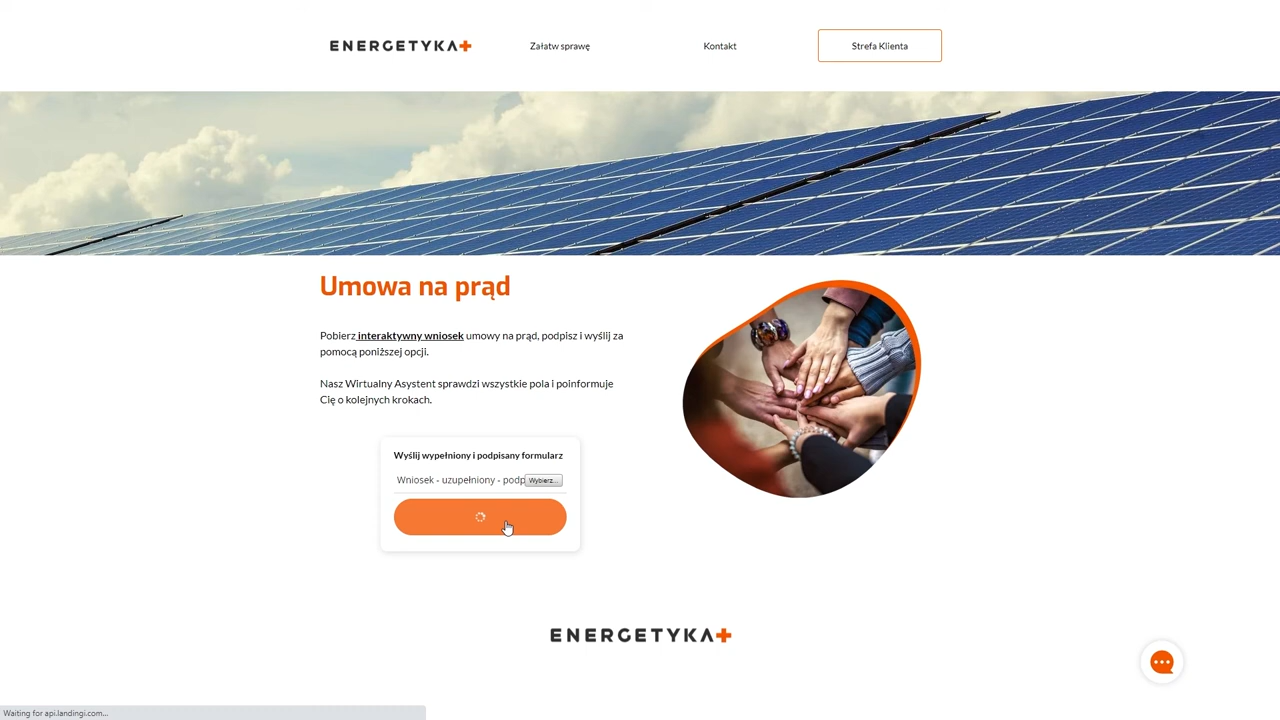 ENERGETYKA+
Załatw sprawę
Kontakt
Strefa Klienta
Umowa na prąd
Pobierz interaktywny wniosek umowy na prąd, podpisz i wyślij za
pomocą poniższej opcji.
Nasz Wirtualny Asystent sprawdzi wszystkie pola i poinformuje
Cię o kolejnych krokach.
Wyślij wypełniony i podpisany formularz
Wniosek - uzupełniony - podp
Wybierz...
ENERGETYKA+
Waiting for api.landingi.com...